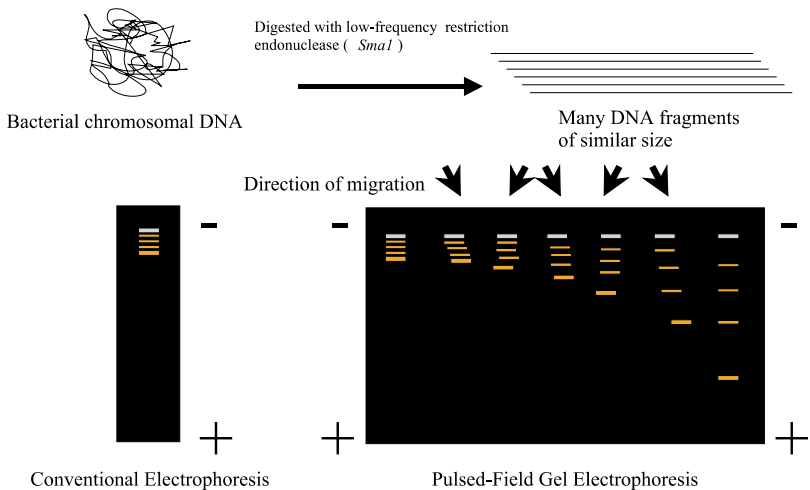 Digested with low-frequency restriction
endonuclease ( Sma1 )
Bacterial chromosomal DNA
Many DNA fragments
of similar size
Direction of migration
- - -
+ + +
Conventional Electrophoresis
Pulsed-Field Gel Electrophoresis